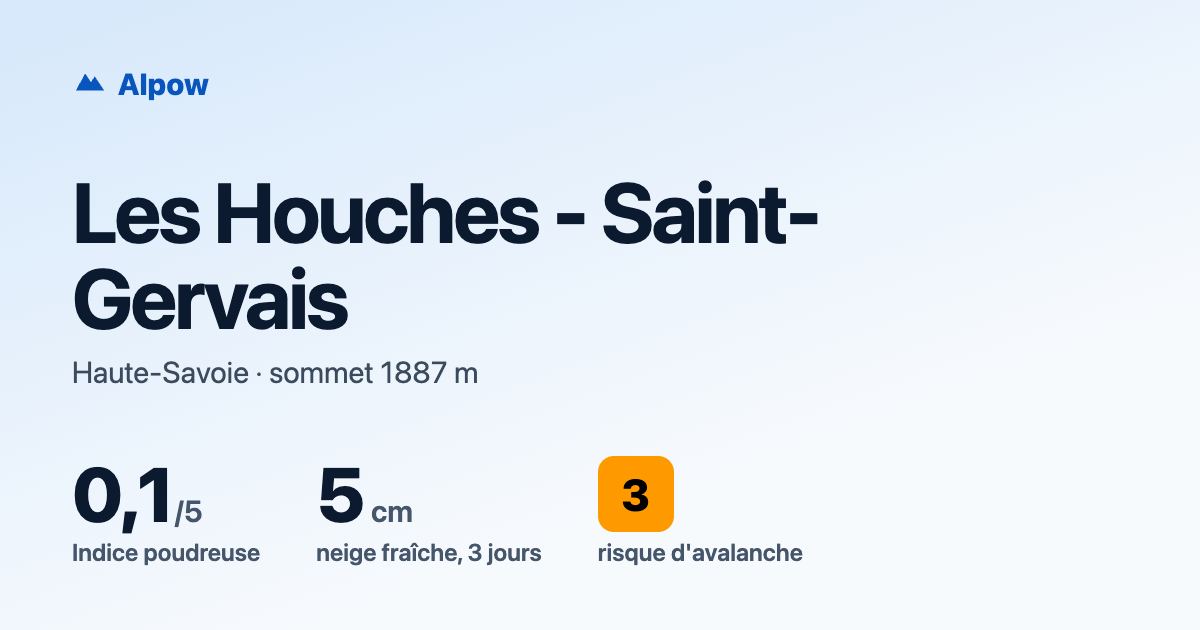 Alpow
Les Houches - Saint-
Gervais
Haute-Savoie · sommet 1887 m
0,1/5
Indice poudreuse
5 cm
neige fraîche, 3 jours
3
risque d'avalanche